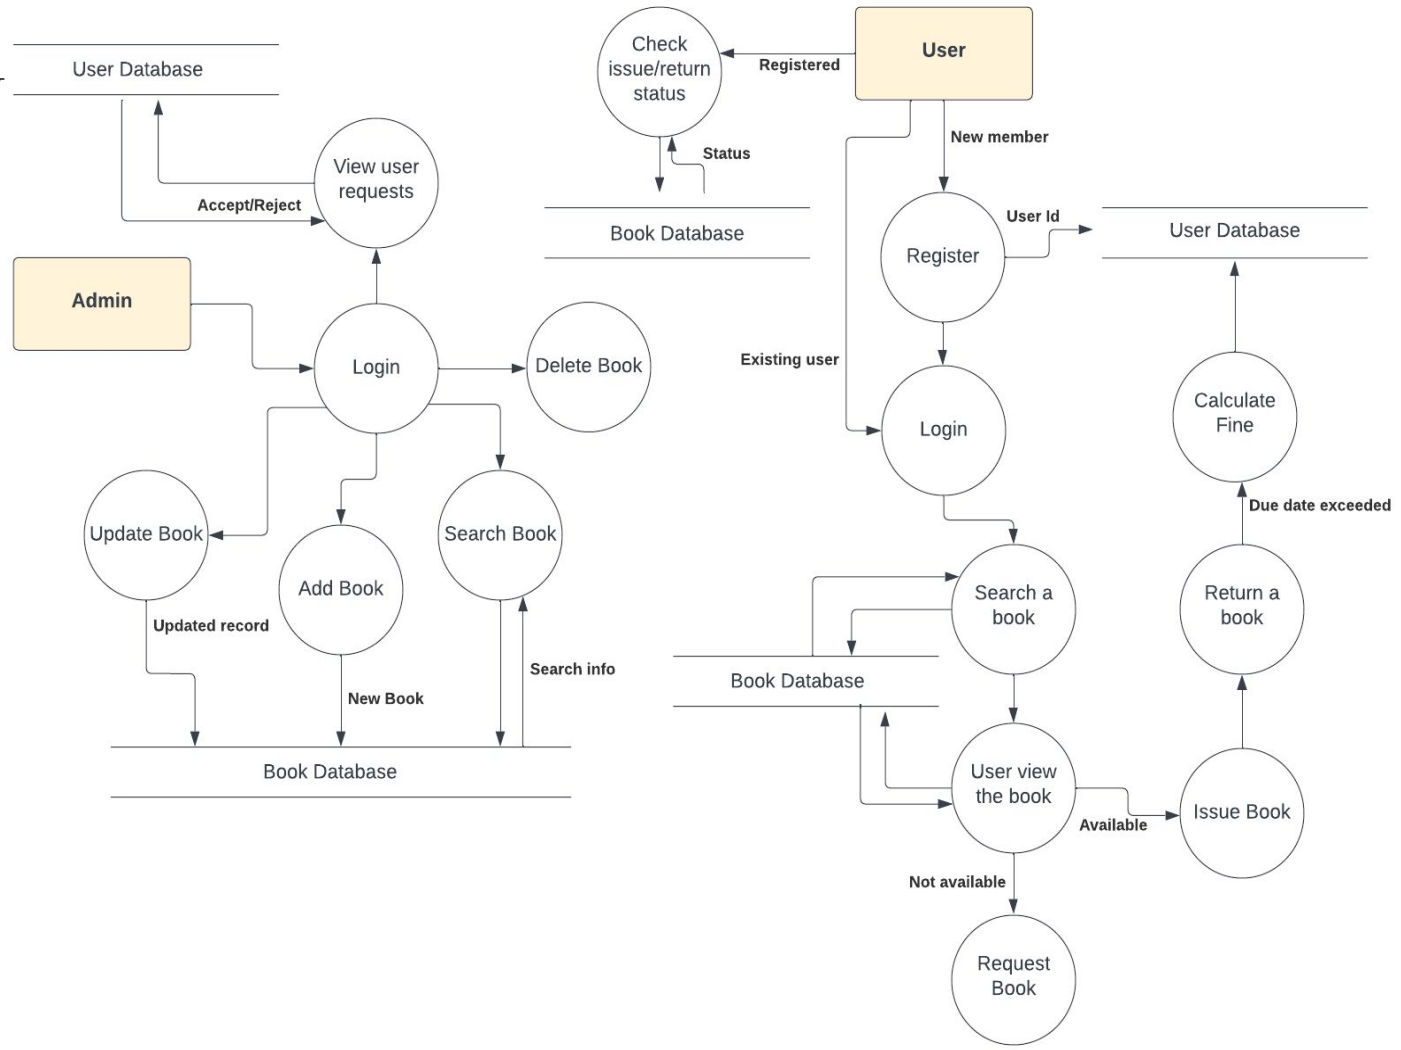 User Database
View user
requests
Accept/Reject
Admin
Login
Delete Book
Update Book
Add Book
Search Book
Updated record
New Book
Search info
Book Database
Check
issue/return
status
Registered
User
Status
Book Database
New member
Register
User Id
User Database
Existing user
Login
Calculate
Fine
Due date exceeded
Search a
book
Return a
book
Book Database
User view
the book
Available
Issue Book
Not available
Request
Book